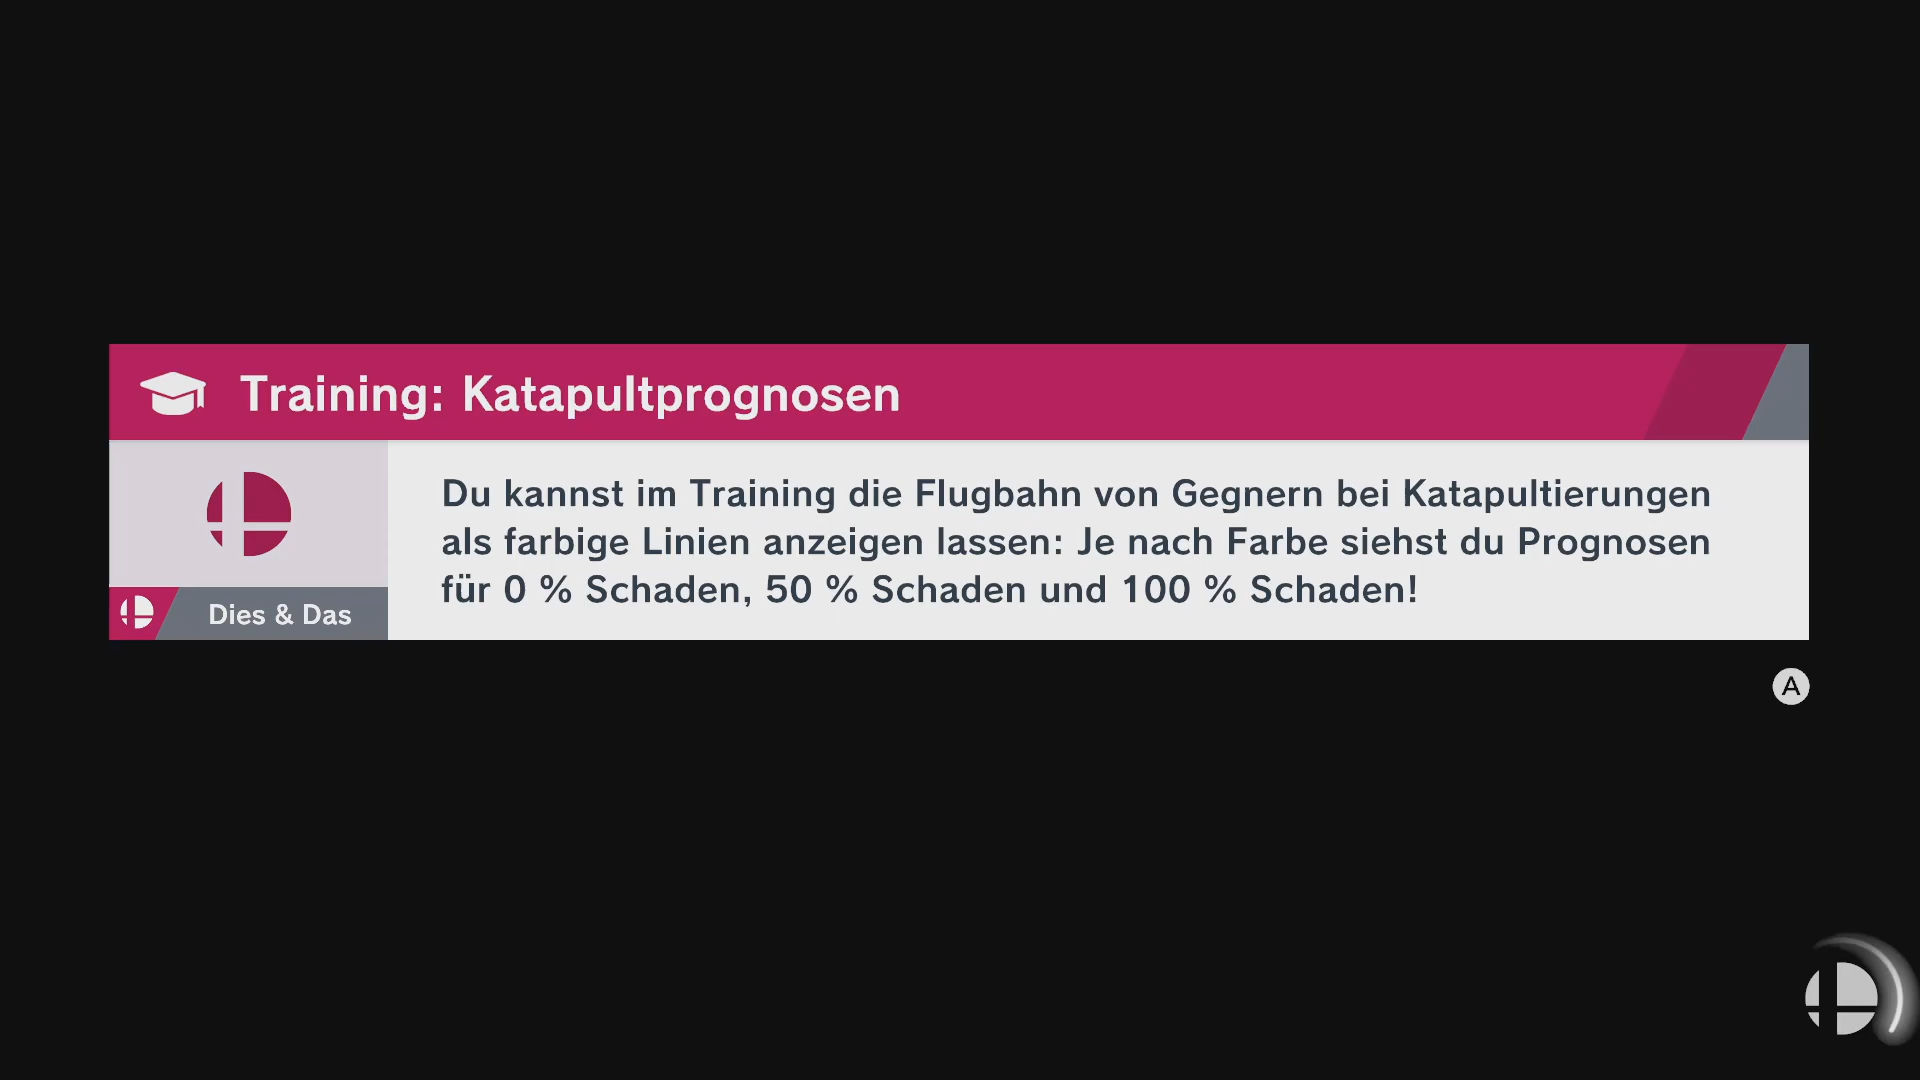 Training: Katapultprognosen
Du kannst im Training die Flugbahn von Gegnern bei Katapultierungen
als farbige Linien anzeigen lassen: Je nach Farbe siehst du Prognosen
für 0 % Schaden, 50 % Schaden und 100 % Schaden!
Dies & Das
A